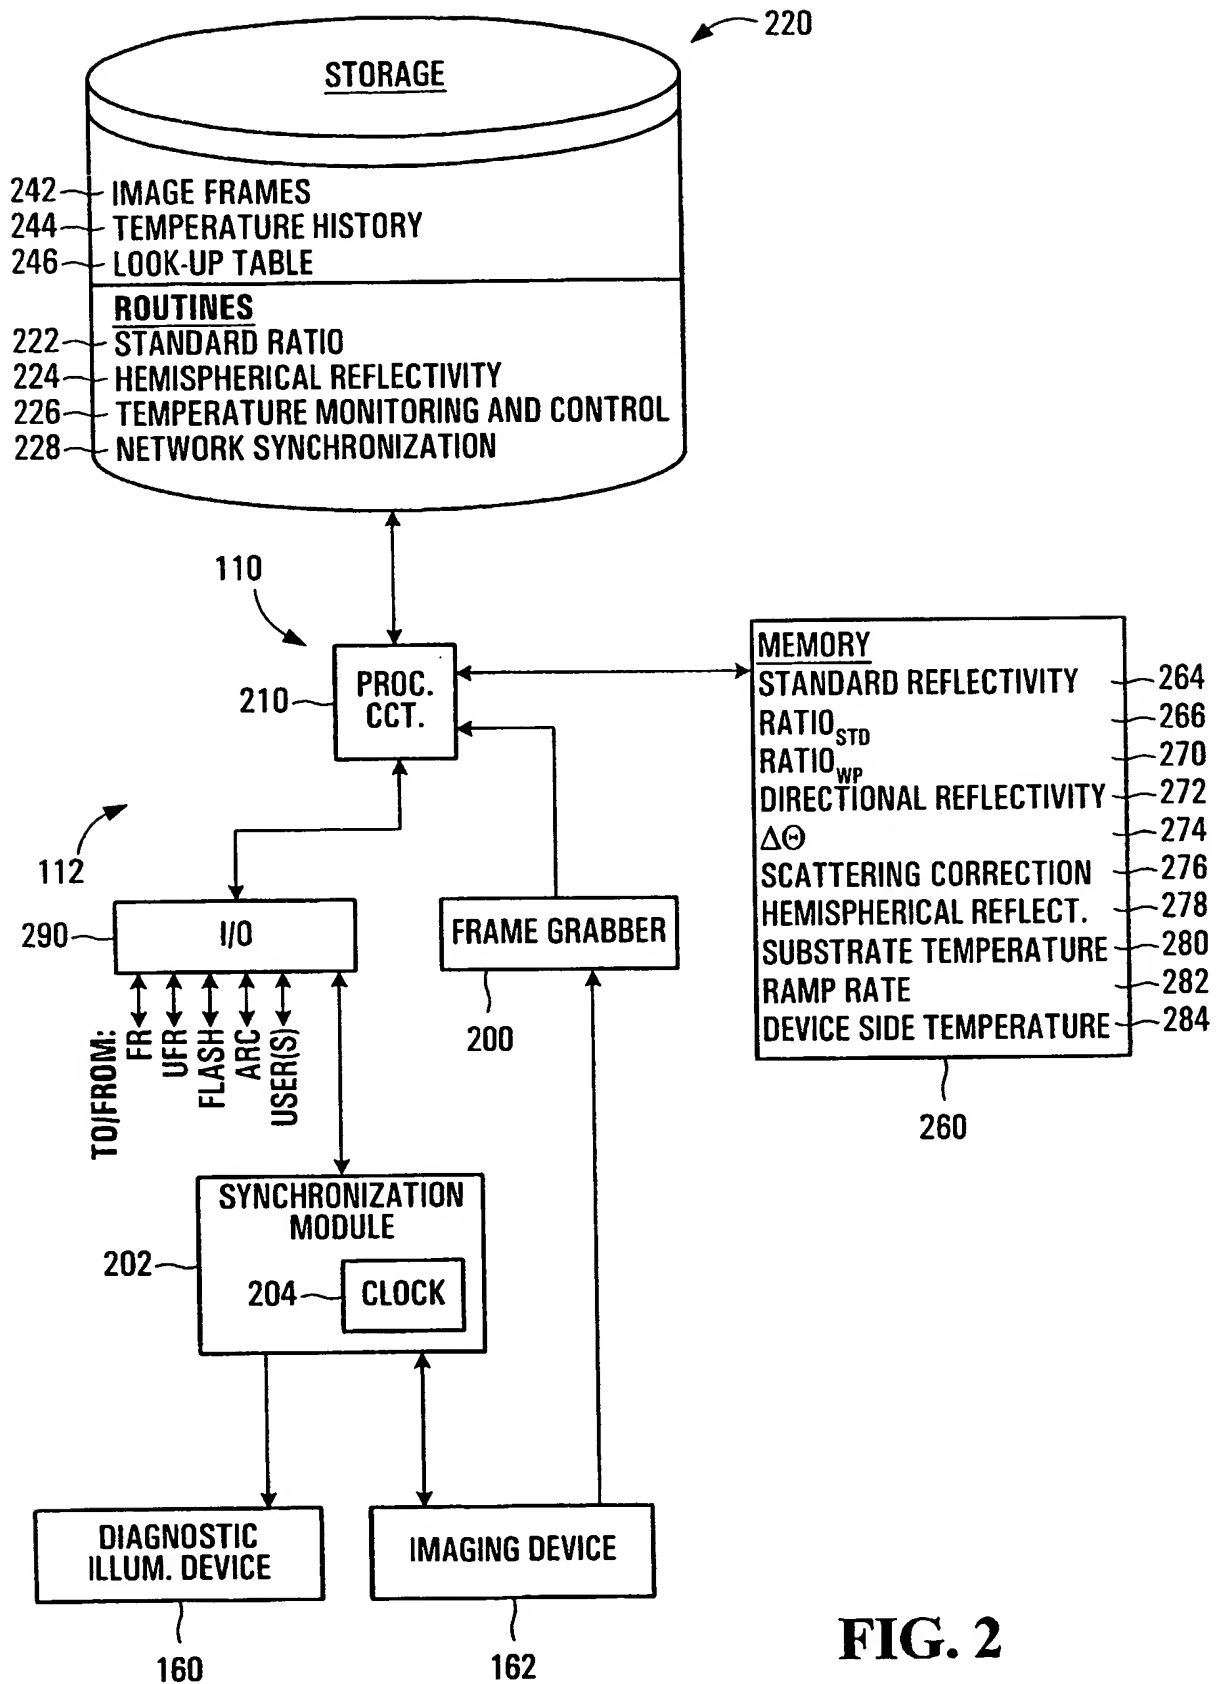 220
STORAGE
242 IMAGE FRAMES
244 TEMPERATURE HISTORY
246 LOOK-UP TABLE
ROUTINES
222 STANDARD RATIO
224 HEMISPHERICAL REFLECTIVITY
226 TEMPERATURE MONITORING AND CONTROL
228 NETWORK SYNCHRONIZATION
110
210
PROC.
CCT.
MEMORY
STANDARD REFLECTIVITY 264
RATIO STD 266
RATIO WP 270
DIRECTIONAL REFLECTIVITY 272
ΔΘ 274
SCATTERING CORRECTION 276
HEMISPHERICAL REFLECT. 278
SUBSTRATE TEMPERATURE 280
RAMP RATE 282
DEVICE SIDE TEMPERATURE 284
260
112
290 I/O
FRAME GRABBER
200
TO/FROM:
FR
UFR
FLASH
ARC
USER(S)
SYNCHRONIZATION
MODULE
202
204 CLOCK
DIAGNOSTIC
ILLUM. DEVICE
160
IMAGING DEVICE
162
FIG. 2